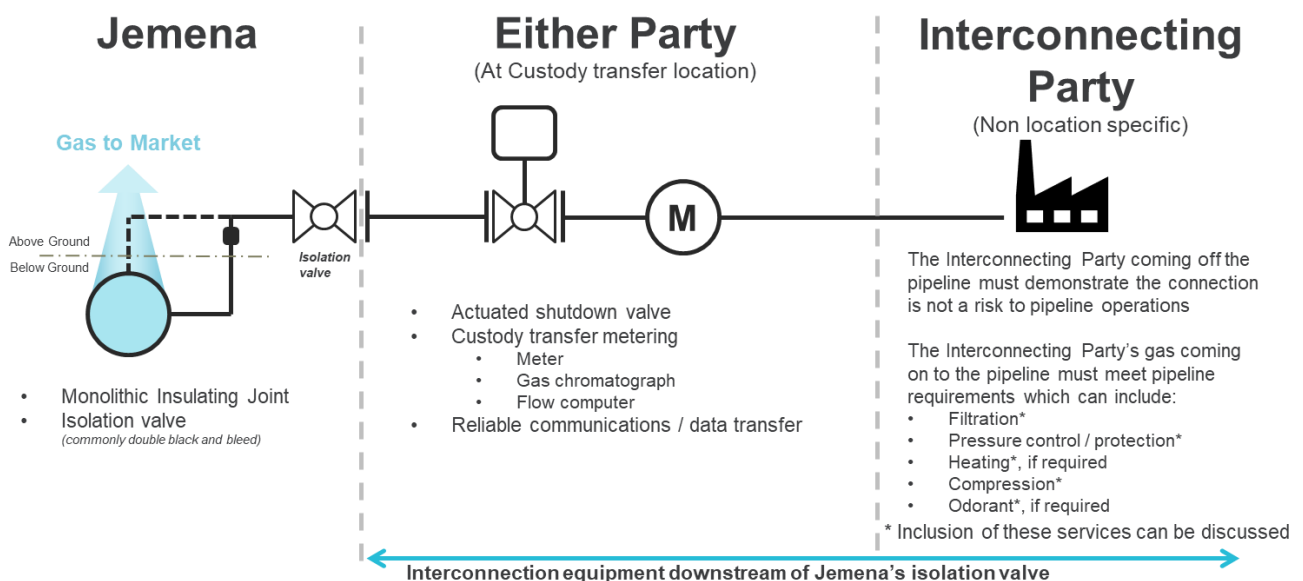 Jemena
Gas to Market
Above Ground
Below Ground
Isolation
valve
• Monolithic Insulating Joint
• Isolation valve
(commonly double black and bleed)
Either Party
(At Custody transfer location)
M
• Actuated shutdown valve
• Custody transfer metering
• Meter
• Gas chromatograph
• Flow computer
• Reliable communications / data transfer
Interconnecting
Party
(Non location specific)
The Interconnecting Party coming off the
pipeline must demonstrate the connection
is not a risk to pipeline operations
The Interconnecting Party's gas coming
on to the pipeline must meet pipeline
requirements which can include:
• Filtration*
• Pressure control / protection*
• Heating*, if required
• Compression*
• Odorant*, if required
* Inclusion of these services can be discussed
Interconnection equipment downstream of Jemena's isolation valve